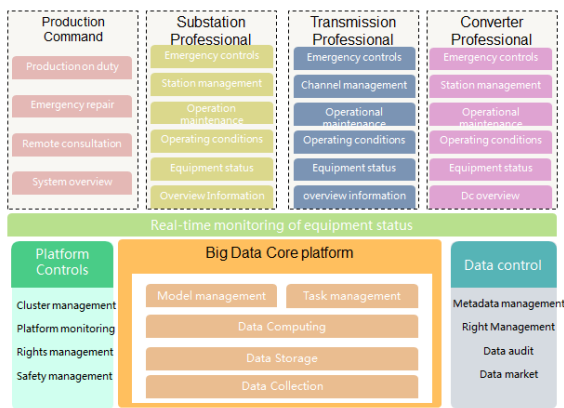 Production
Command
Production on duty
Emergency repair
Remote consultation
System overview
Substation
Professional
Emergency controls
Station management
Operation
maintenance
Operating conditions
Equipment status
Overview Information
Transmission
Professional
Emergency controls
Channel management
Operational
maintenance
Operating conditions
Equipment status
overview information
Converter
Professional
Emergency controls
Station management
Operational
maintenance
Operating conditions
Equipment status
Dc overview
Real-time monitoring of equipment status
Platform
Controls
Cluster management
Platform monitoring
Rights management
Safety management
Big Data Core platform
Model management
Task management
Data Computing
Data Storage
Data Collection
Data control
Metadata management
Right Management
Data audit
Data market